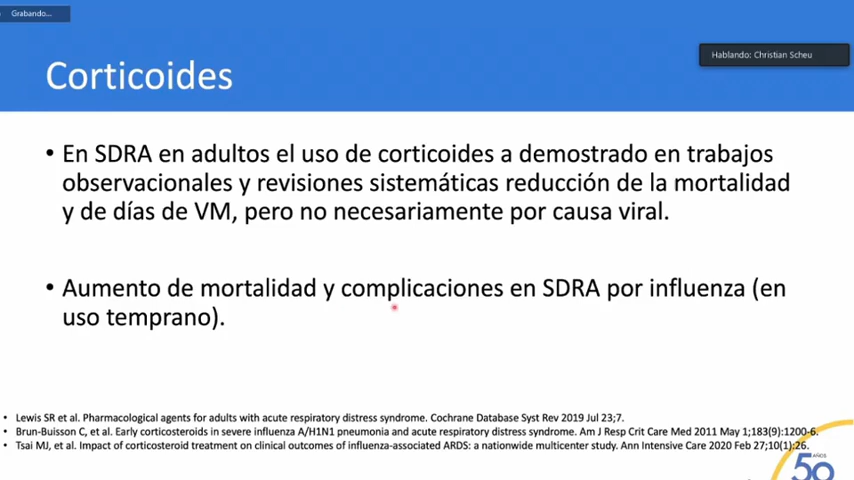 Grabando...
Hablando: Christian Scheu
Corticoides
• En SDRA en adultos el uso de corticoides a demostrado en trabajos
observacionales y revisiones sistemáticas reducción de la mortalidad
y de días de VM, pero no necesariamente por causa viral.
• Aumento de mortalidad y complicaciones en SDRA por influenza (en
uso temprano).
• Lewis SR et al. Pharmacological agents for adults with acute respiratory distress syndrome. Cochrane Database Syst Rev 2019 Jul 23;7.
• Brun-Buisson C, et al. Early corticosteroids in severe influenza A/H1N1 pneumonia and acute respiratory distress syndrome. Am J Resp Crit Care Med 2011 May 1;183(9):1200-6.
• Tsai MJ, et al. Impact of corticosteroid treatment on clinical outcomes of influenza-associated ARDS: a nationwide multicenter study. Ann Intensive Care 2020 Feb 27;10(1):26.
AÑOS
50